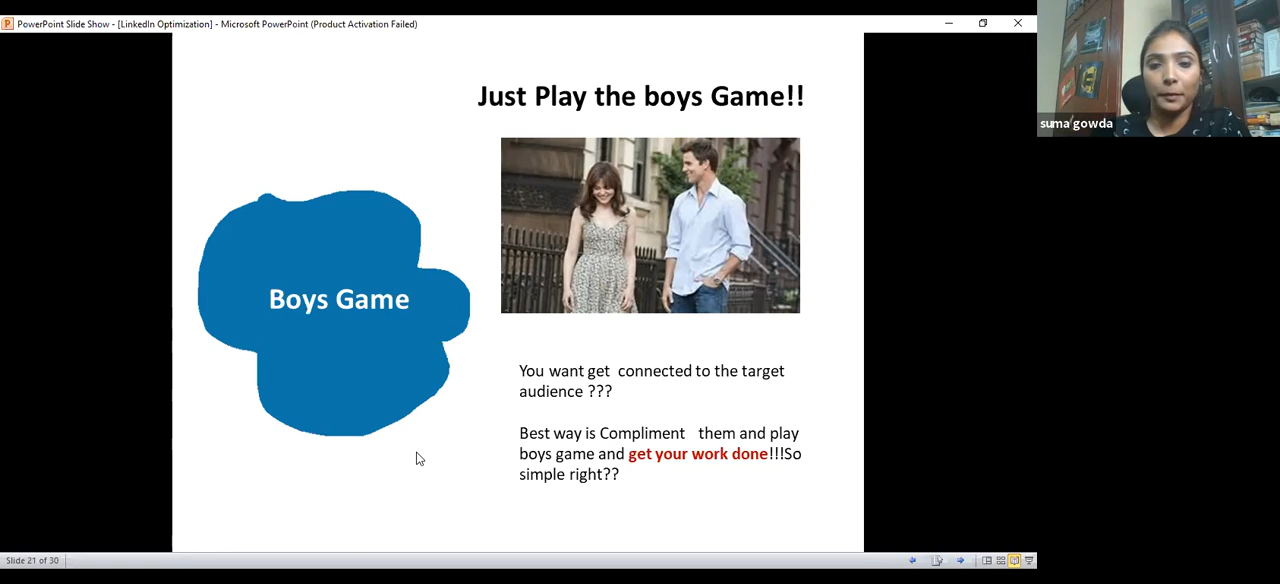 PowerPoint Slide Show - [LinkedIn Optimization] - Microsoft PowerPoint (Product Activation Failed)
suma gowda
Just Play the boys Game!!
Boys Game
You want get connected to the target
audience ???
Best way is Compliment them and play
boys game and get your work done!!!So
simple right??
Slide 21 of 30